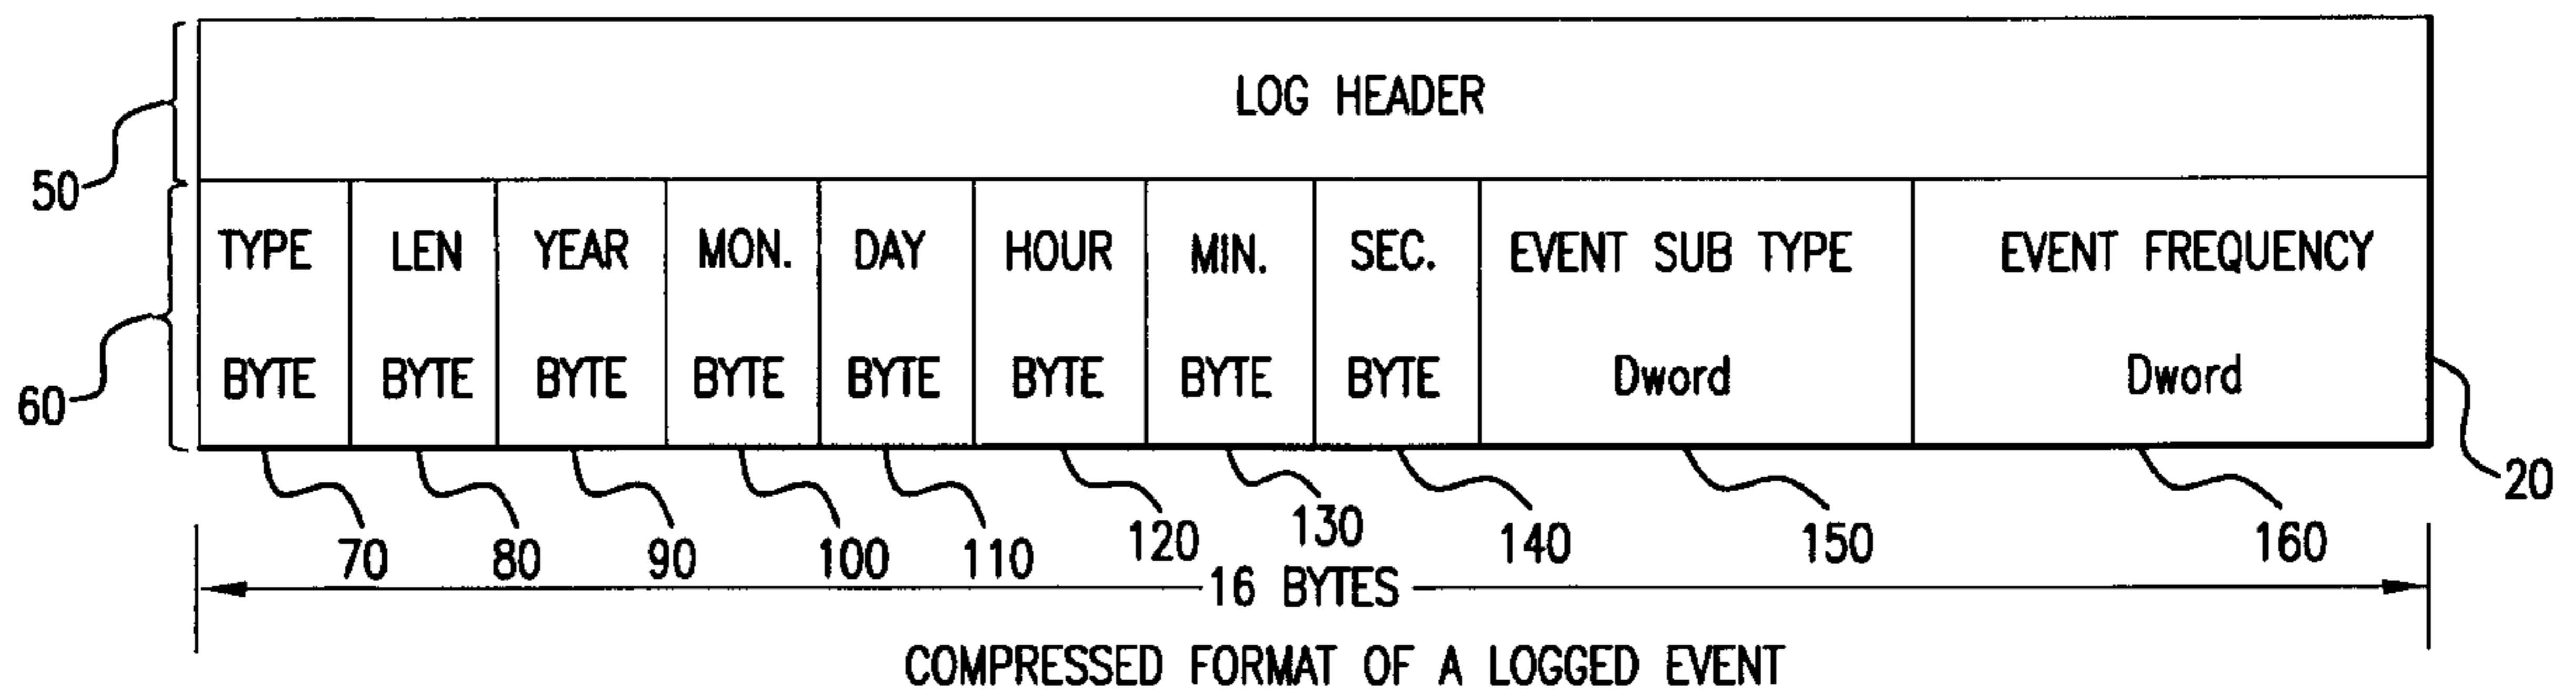 LOG HEADER
50
TYPE LEN YEAR MON. DAY HOUR MIN. SEC. EVENT SUB TYPE EVENT FREQUENCY
BYTE BYTE BYTE BYTE BYTE BYTE BYTE BYTE Dword Dword
60
20
70 80 90 100 110 120 130 140 150 160
16 BYTES
COMPRESSED FORMAT OF A LOGGED EVENT